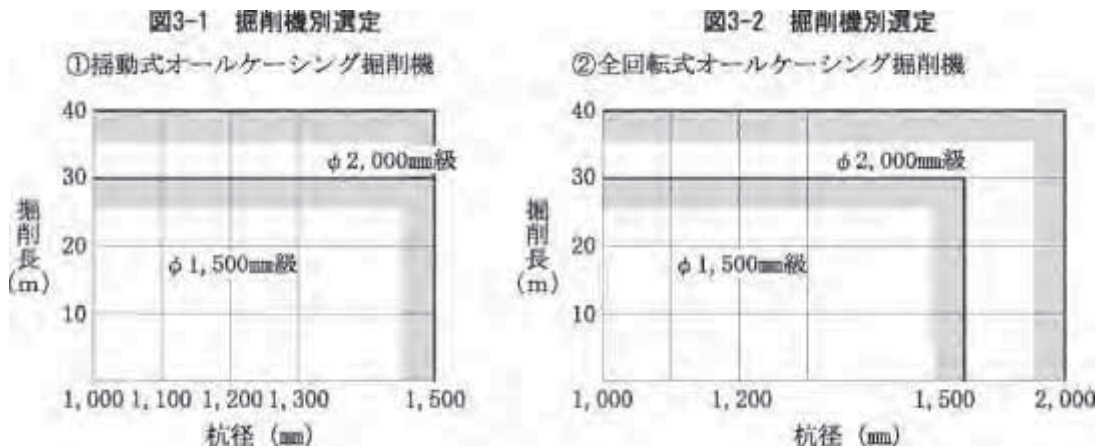 図3-1 掘削機別選定
①揺動式オールケーシング掘削機
40
30
20
10
掘削長(m)
φ2,000㎜級
φ1,500㎜級
1,000 1,100 1,200 1,300 1,500
杭径 (㎜)
図3-2 掘削機別選定
②全回転式オールケーシング掘削機
40
30
20
10
掘削長(m)
φ2,000㎜級
φ1,500㎜級
1,000 1,200 1,500 2,000
杭径 (㎜)